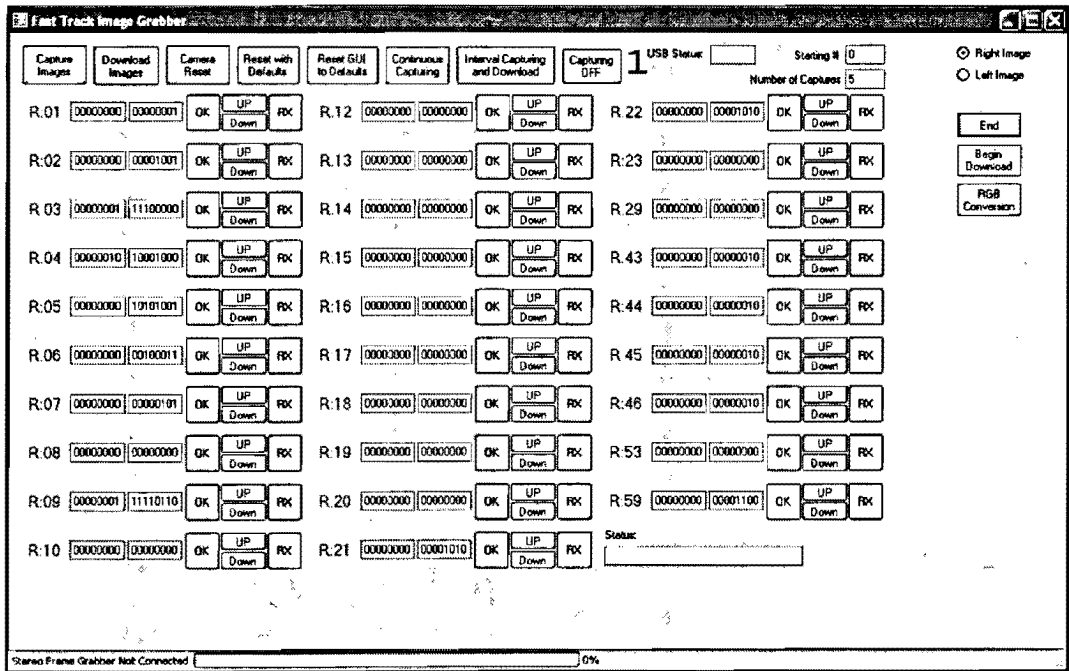 Fast Track Image Grabber
Capture Images Download Images Camera Reset Reset with Defaults Reset GUI to Defaults Continuous Capturing Interval Capturing and Download Capturing OFF 1 USB Status: Starting # 0 Right Image
Number of Captures 5 Left Image
R:01 00000000 00000001 OK UP Down RX R:12 00000000 00000000 OK UP Down RX R:22 00000000 00001010 OK UP Down RX End
R:02 00000000 00001001 OK UP Down RX R:13 00000000 00000000 OK UP Down RX R:23 00000000 00000000 OK UP Down RX Begin Download
R:03 00000001 11100000 OK UP Down RX R:14 00000000 00000000 OK UP Down RX R:29 00000000 00000000 OK UP Down RX RGB Conversion
R:04 00000010 10001000 OK UP Down RX R:15 00000000 00000000 OK UP Down RX R:43 00000000 00000010 OK UP Down RX
R:05 00000000 10101001 OK UP Down RX R:16 00000000 00000000 OK UP Down RX R:44 00000000 00000010 OK UP Down RX
R:06 00000000 00100011 OK UP Down RX R:17 00000000 00000000 OK UP Down RX R:45 00000000 00000010 OK UP Down RX
R:07 00000000 00000101 OK UP Down RX R:18 00000000 00000000 OK UP Down RX R:46 00000000 00000010 OK UP Down RX
R:08 00000000 00000000 OK UP Down RX R:19 00000000 00000000 OK UP Down RX R:53 00000000 00000000 OK UP Down RX
R:09 00000001 11110110 OK UP Down RX R:20 00000000 00000000 OK UP Down RX R:59 00000000 00001100 OK UP Down RX
R:10 00000000 00000000 OK UP Down RX R:21 00000000 00001010 OK UP Down RX Status:
Stereo Frame Grabber Not Connected 0%